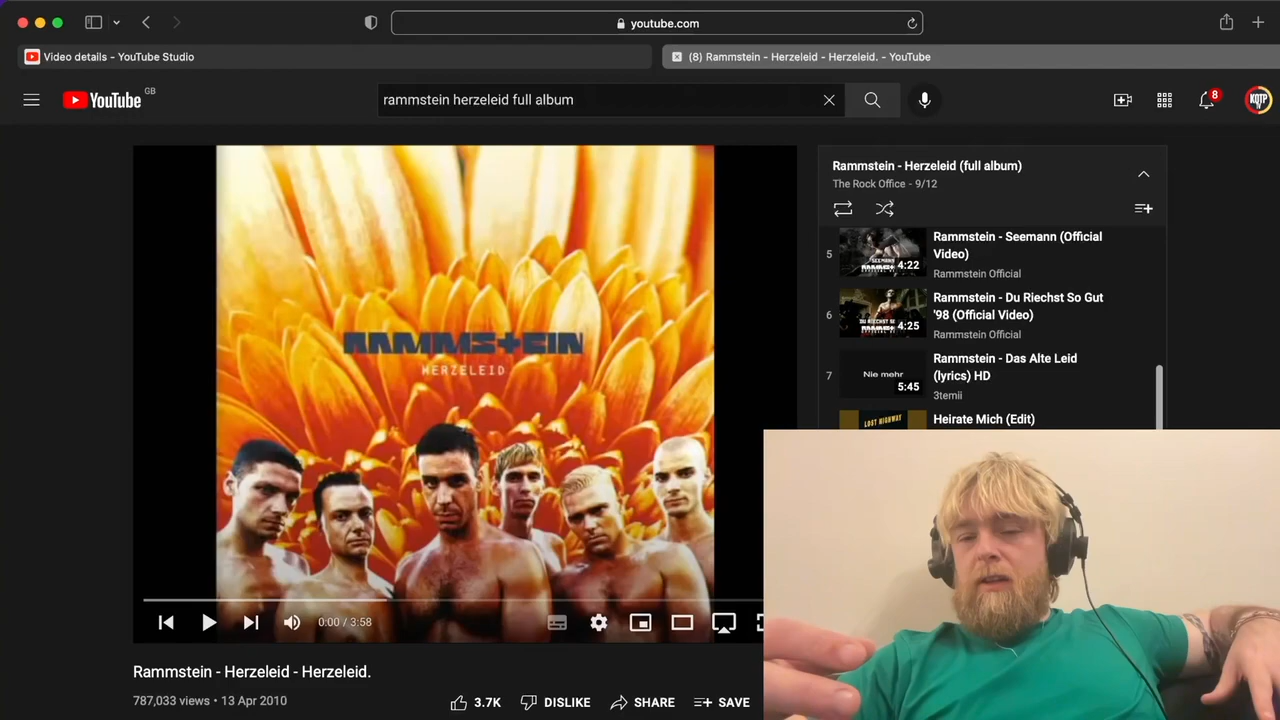 youtube.com
Video details - YouTube Studio
(8) Rammstein - Herzeleid - Herzeleid. - YouTube
YouTube
GB
rammstein herzeleid full album
8
RAMMSTEIN
HERZELEID
0:00 / 3:58
Rammstein - Herzeleid - Herzeleid.
787,033 views • 13 Apr 2010
3.7K
DISLIKE
SHARE
SAVE
Rammstein - Herzeleid (full album)
The Rock Office - 9/12
5
4:22
Rammstein - Seemann (Official
Video)
Rammstein Official
6
4:25
Rammstein - Du Riechst So Gut
'98 (Official Video)
Rammstein Official
7
Nie mehr
5:45
Rammstein - Das Alte Leid
(lyrics) HD
3temii
LOST HIGHWAY
Heirate Mich (Edit)